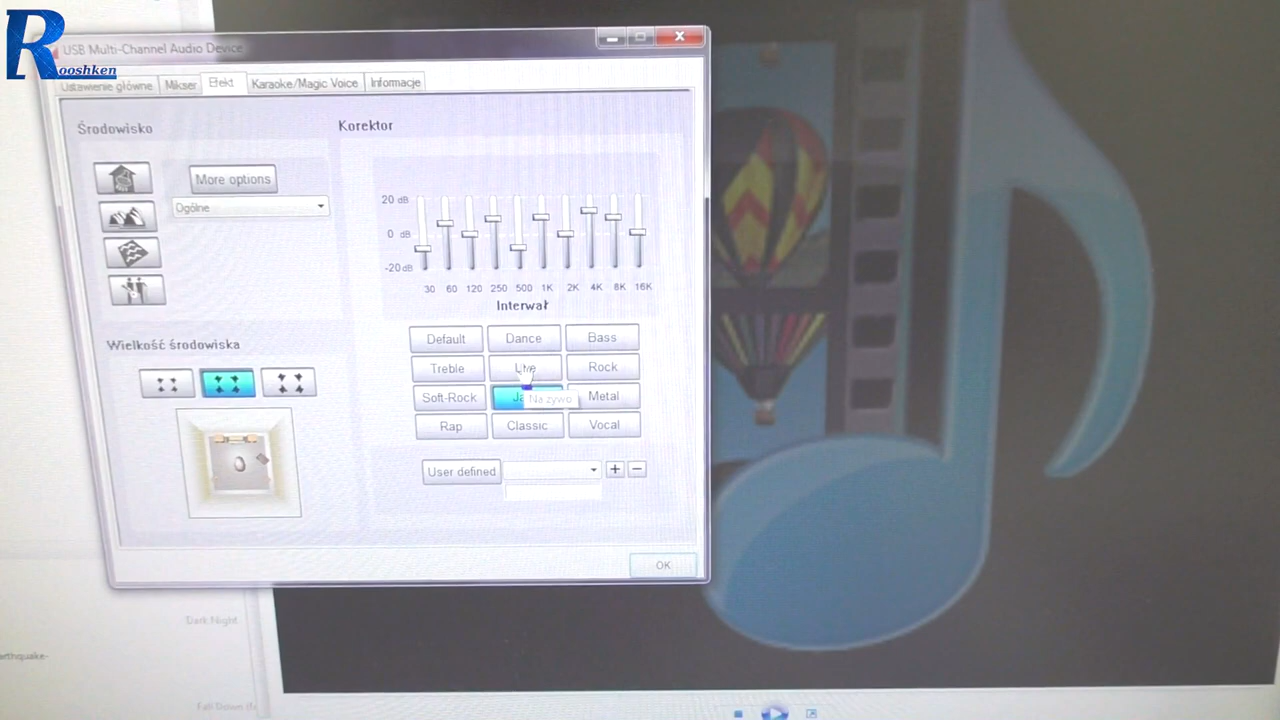 Rooshken
USB Multi-Channel Audio Device
Ustawienie główne Mikser Efekt Karaoke/Magic Voice Informacje
Środowisko
Korektor
More options
Ogólne
20 dB
0 dB
-20 dB
30 60 120 250 500 1K 2K 4K 8K 16K
Interwał
Default Dance Bass
Treble Live Rock
Soft-Rock Metal
Na żywo
Rap Classic Vocal
User defined + −
Wielkość środowiska
OK
Dark Night
Fall Down